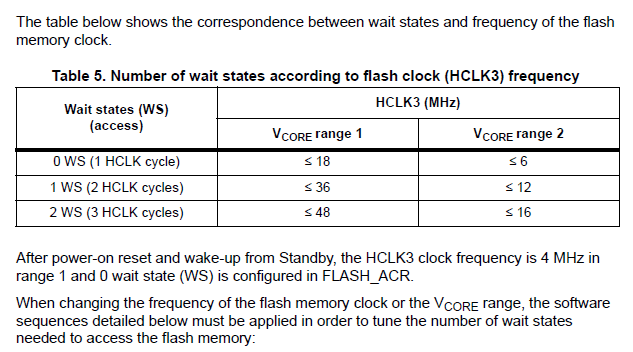 The table below shows the correspondence between wait states and frequency of the flash
memory clock.
Table 5. Number of wait states according to flash clock (HCLK3) frequency
Wait states (WS)
(access)
HCLK3 (MHz)
VCORE range 1
VCORE range 2
0 WS (1 HCLK cycle) ≤ 18 ≤ 6
1 WS (2 HCLK cycles) ≤ 36 ≤ 12
2 WS (3 HCLK cycles) ≤ 48 ≤ 16
After power-on reset and wake-up from Standby, the HCLK3 clock frequency is 4 MHz in
range 1 and 0 wait state (WS) is configured in FLASH_ACR.
When changing the frequency of the flash memory clock or the VCORE range, the software
sequences detailed below must be applied in order to tune the number of wait states
needed to access the flash memory: